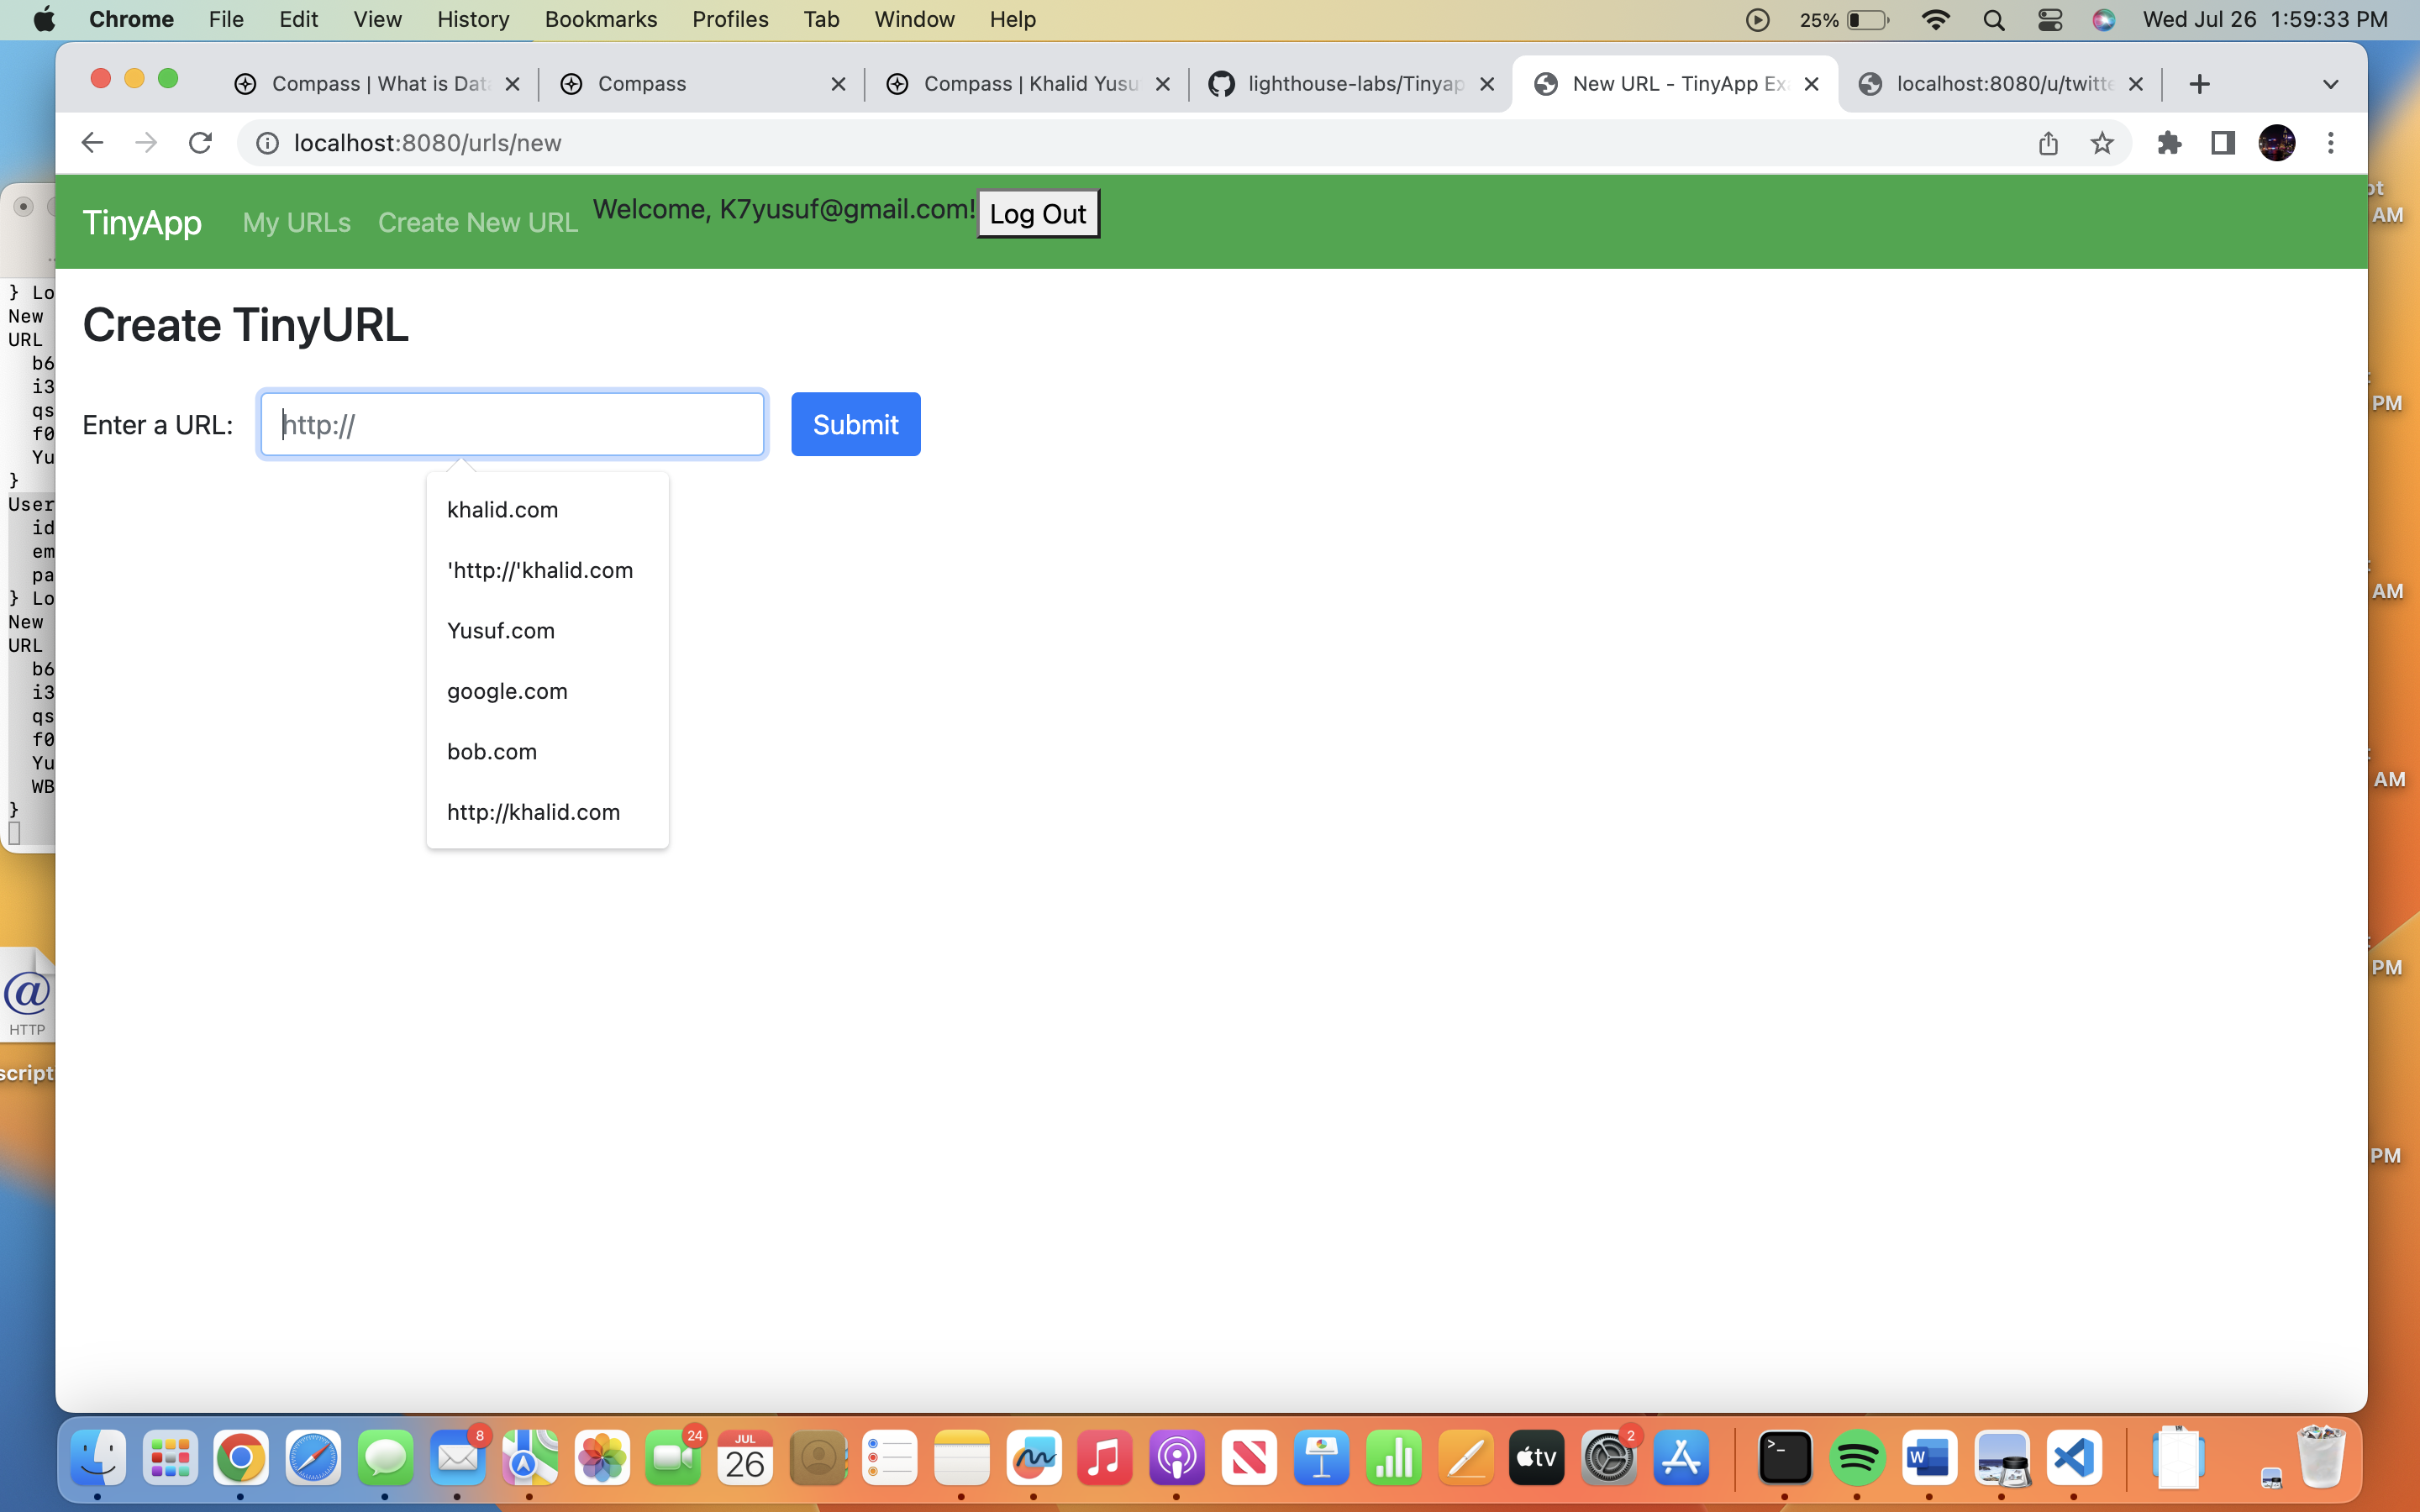 Chrome File Edit View History Bookmarks Profiles Tab Window Help 25% Wed Jul 26 1:59:33 PM
Compass | What is Data Compass Compass | Khalid Yusu lighthouse-labs/Tinyap New URL - TinyApp Ex localhost:8080/u/twitte
localhost:8080/urls/new
TinyApp My URLs Create New URL Welcome, K7yusuf@gmail.com! Log Out
Create TinyURL
Enter a URL: http:// Submit
khalid.com
'http://'khalid.com
Yusuf.com
google.com
bob.com
http://khalid.com
} Lo
New
URL
b6
i3
qs
f0
Yu
}
User
id
em
pa
} Lo
New
URL
b6
i3
qs
f0
Yu
WB
}
@
HTTP
script
pt
AM
PM
AM
AM
PM
PM
8 24 JUL 26 tv 2 >_ W